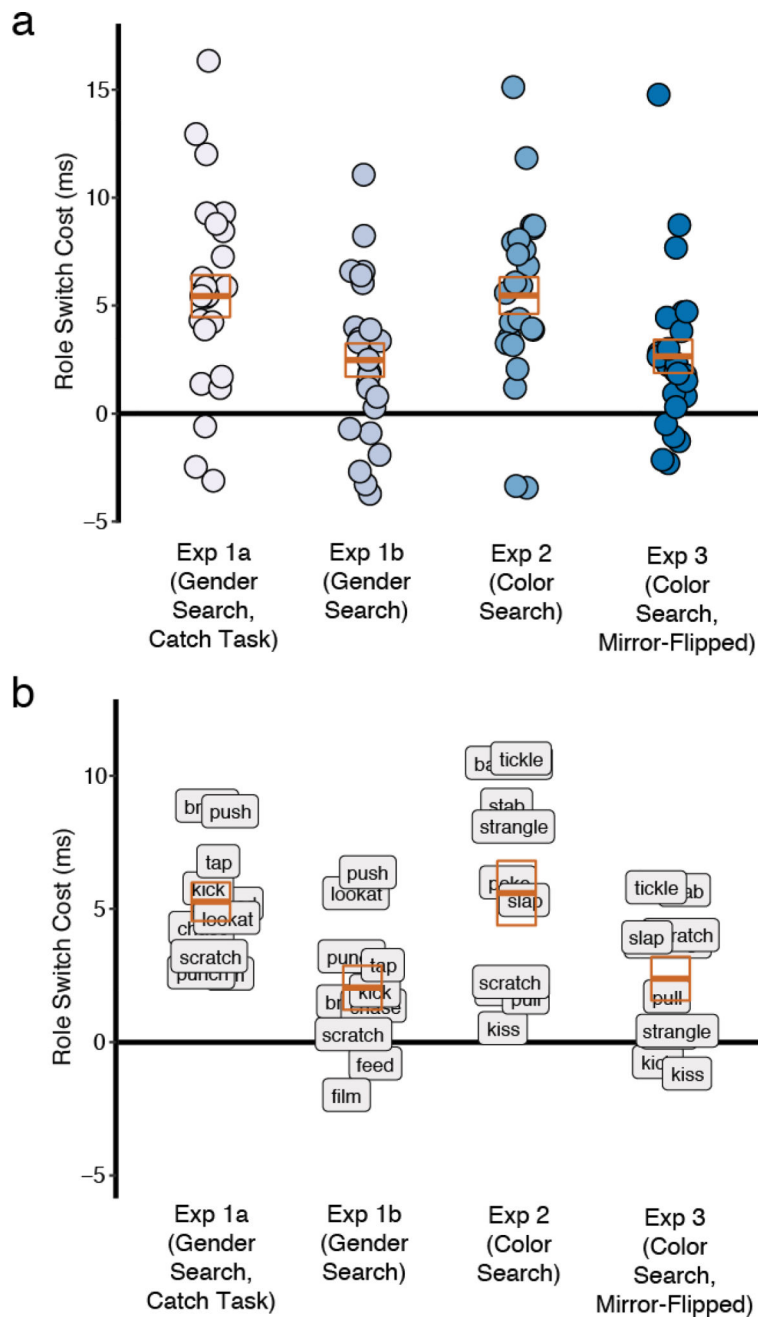 a
Role Switch Cost (ms)
15
10
5
0
−5
Exp 1a
(Gender
Search,
Catch Task)
Exp 1b
(Gender
Search)
Exp 2
(Color
Search)
Exp 3
(Color
Search,
Mirror-Flipped)
b
Role Switch Cost (ms)
10
5
0
−5
push
tap
kick
lookat
scratch
punch
push
lookat
tap
kick
scratch
feed
film
tickle
stab
strangle
poke
slap
scratch
pull
kiss
tickle
slap
pull
strangle
kiss
Exp 1a
(Gender
Search,
Catch Task)
Exp 1b
(Gender
Search)
Exp 2
(Color
Search)
Exp 3
(Color
Search,
Mirror-Flipped)